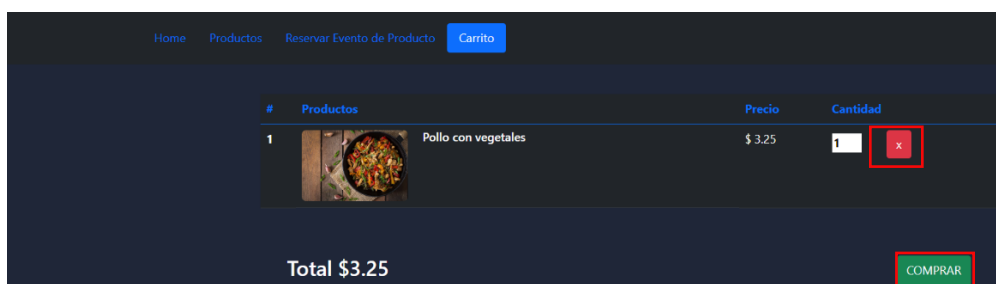 Home Productos Reservar Evento de Producto Carrito
# Productos Precio Cantidad
1 Pollo con vegetales $ 3.25 1 x
Total $3.25 COMPRAR